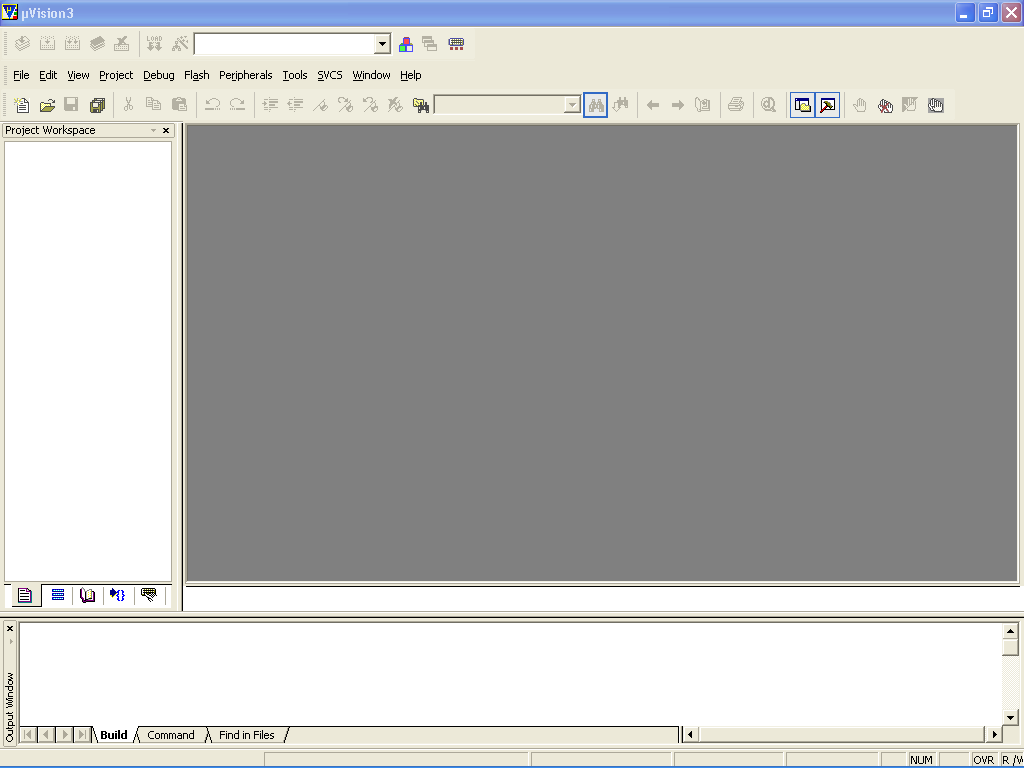 µVision3
LOAD
File Edit View Project Debug Flash Peripherals Tools SVCS Window Help
Project Workspace
Output Window
Build Command Find in Files
NUM OVR R /W